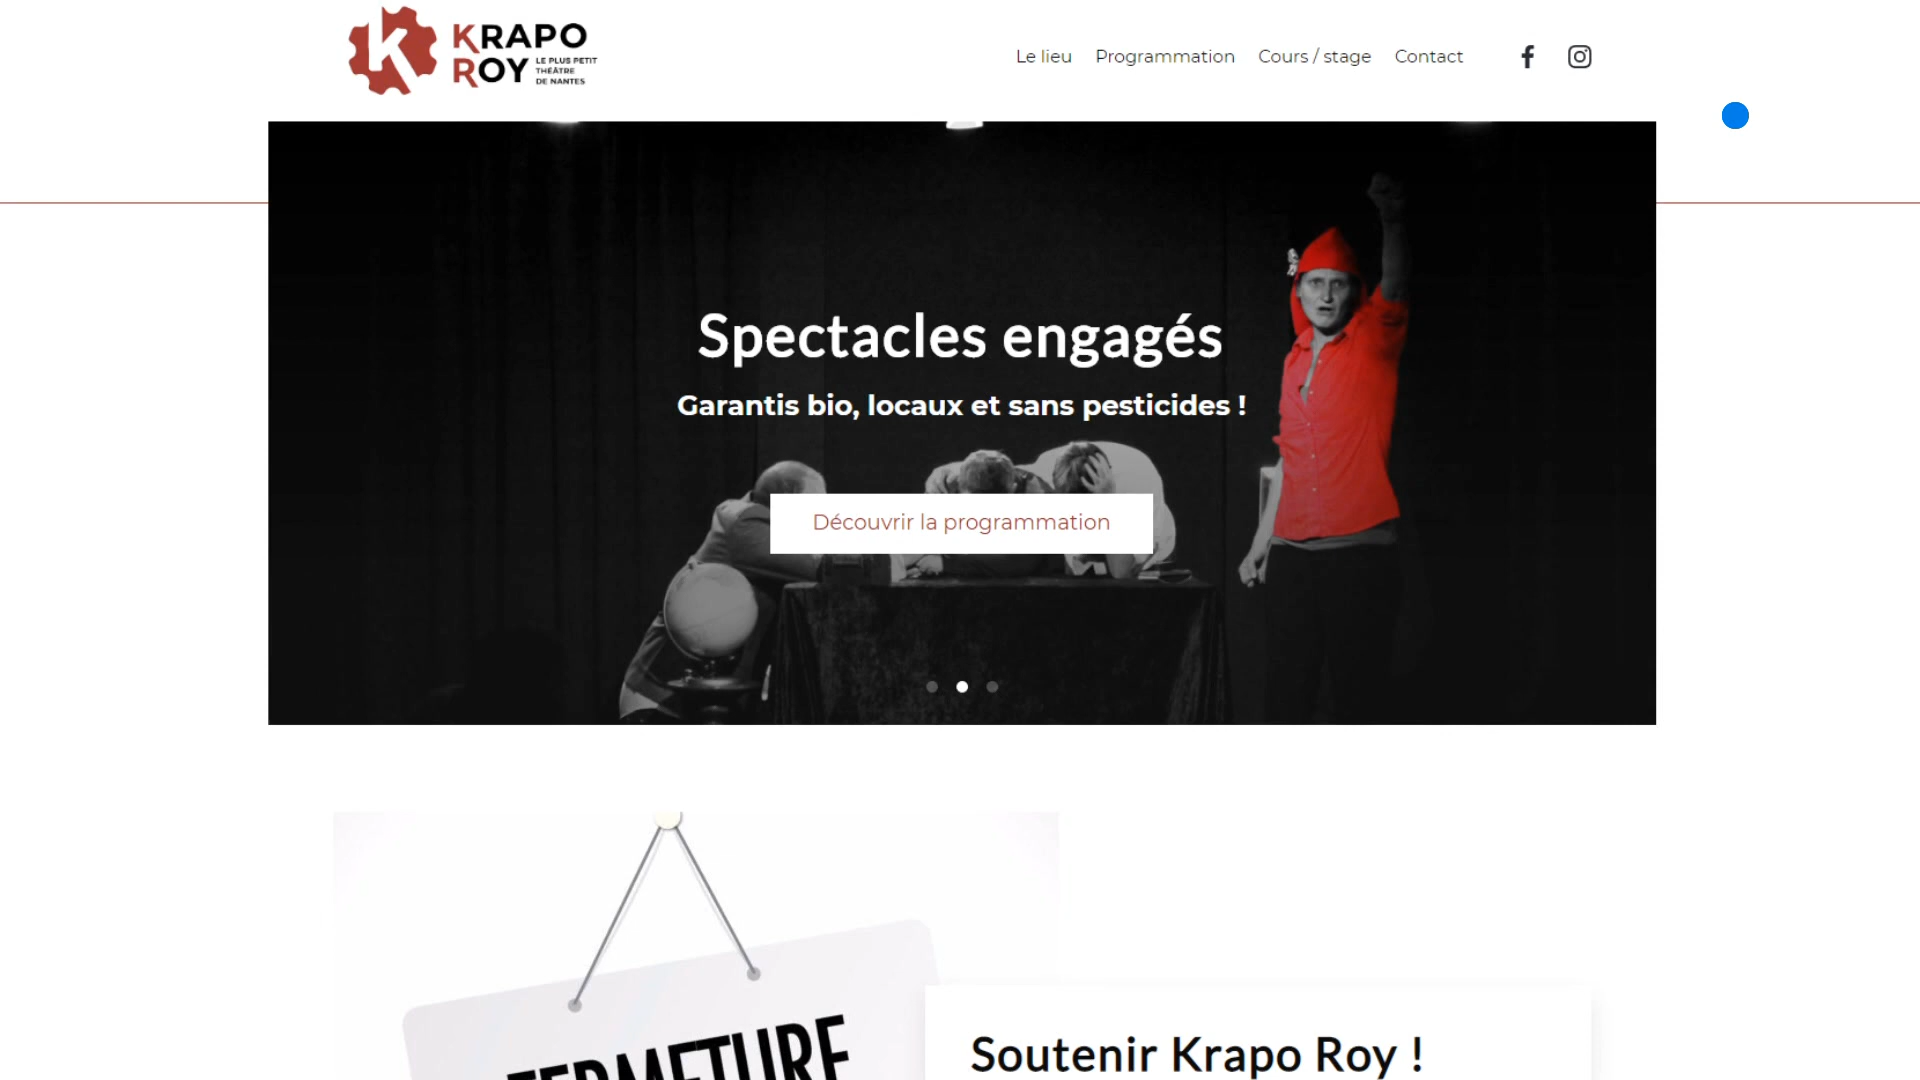 KRAPO
ROY
LE PLUS PETIT
THÉÂTRE
DE NANTES
Le lieu
Programmation
Cours / stage
Contact
Spectacles engagés
Garantis bio, locaux et sans pesticides !
Découvrir la programmation
FERMETURE
Soutenir Krapo Roy !